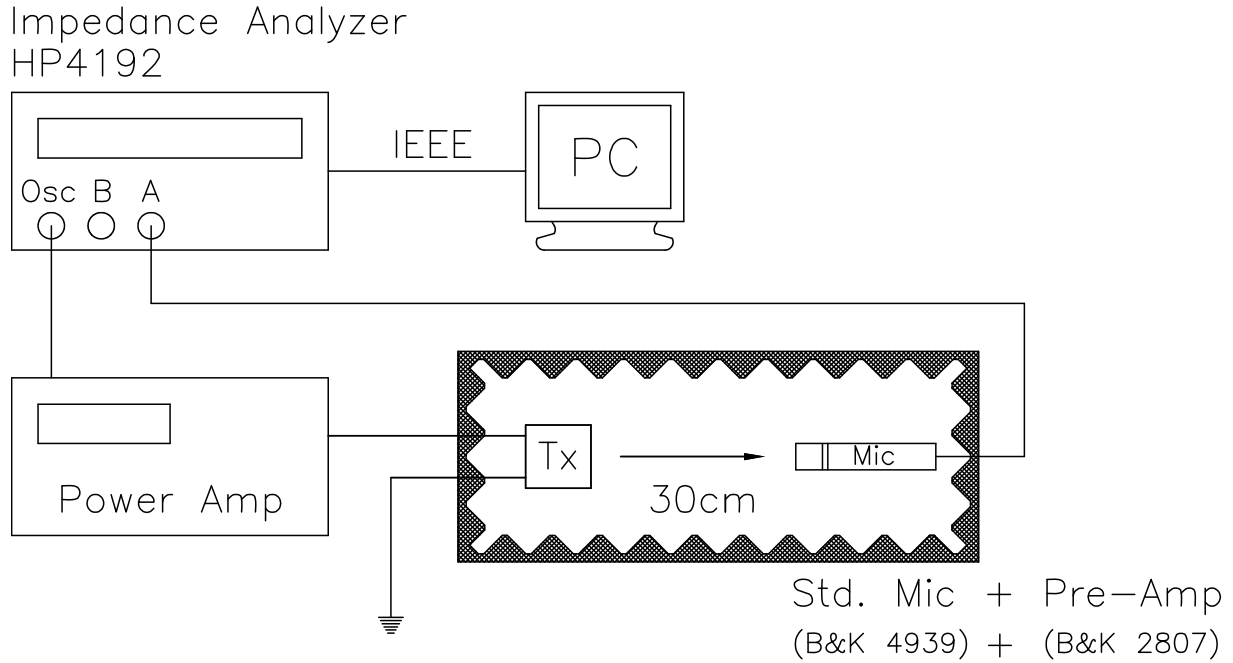 Impedance Analyzer
HP4192
IEEE
PC
Osc B A
Power Amp
Tx
Mic
30cm
Std. Mic + Pre-Amp
(B&K 4939) + (B&K 2807)